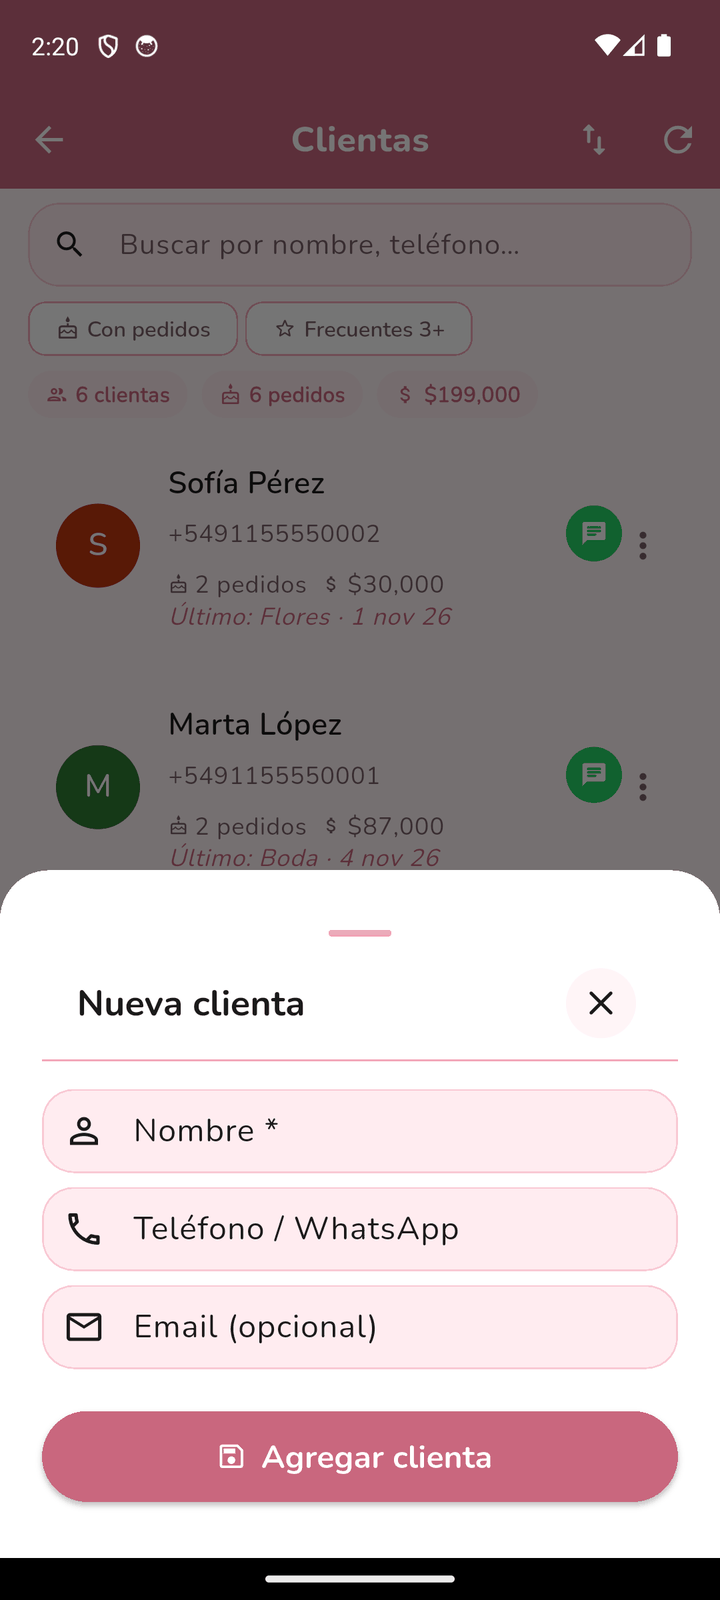 2:20
Clientas
Buscar por nombre, teléfono...
Con pedidos
Frecuentes 3+
6 clientas
6 pedidos
$ $199,000
Sofía Pérez
S
+5491155550002
2 pedidos $ $30,000
Último: Flores · 1 nov 26
Marta López
M
+5491155550001
2 pedidos $ $87,000
Último: Boda · 4 nov 26
Nueva clienta
Nombre *
Teléfono / WhatsApp
Email (opcional)
Agregar clienta